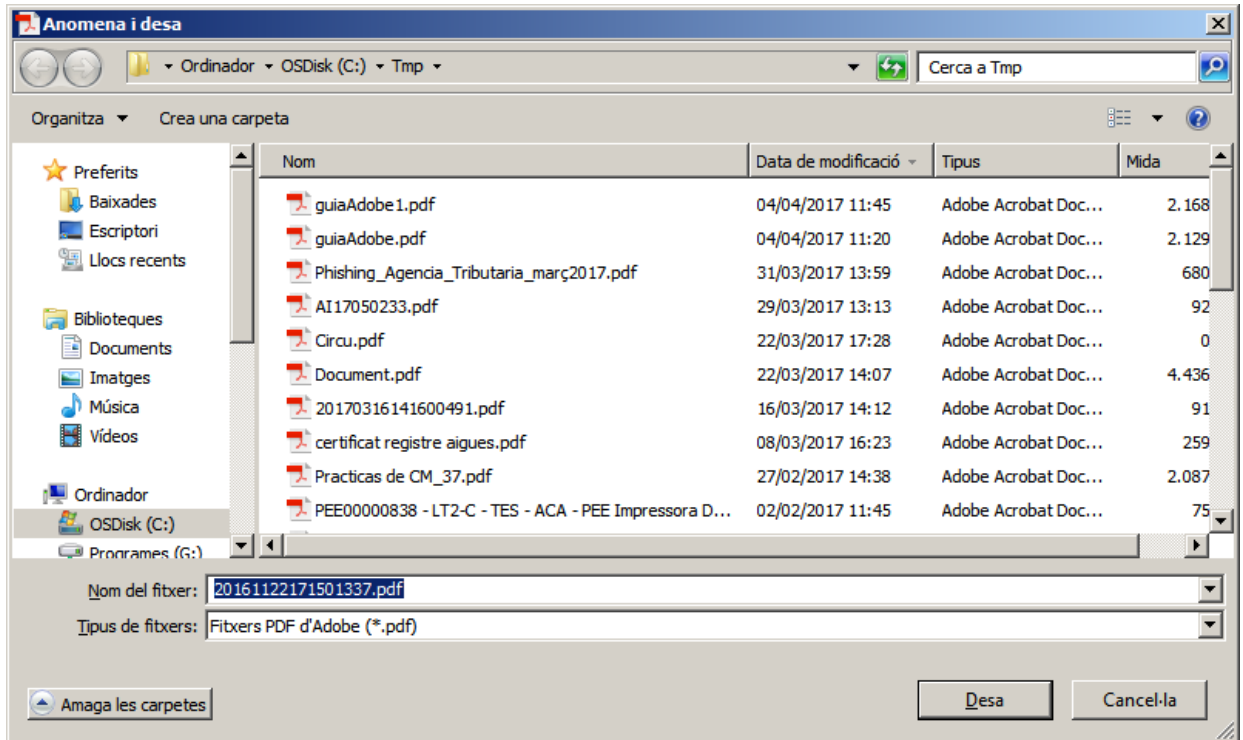 Anomena i desa
Ordinador OSDisk (C:) Tmp Cerca a Tmp
Organitza Crea una carpeta
Preferits
Baixades
Escriptori
Llocs recents
Biblioteques
Documents
Imatges
Música
Vídeos
Ordinador
OSDisk (C:)
Programes (G:)
Nom Data de modificació Tipus Mida
guiaAdobe1.pdf 04/04/2017 11:45 Adobe Acrobat Doc... 2.168
guiaAdobe.pdf 04/04/2017 11:20 Adobe Acrobat Doc... 2.129
Phishing_Agencia_Tributaria_març2017.pdf 31/03/2017 13:59 Adobe Acrobat Doc... 680
AI17050233.pdf 29/03/2017 13:13 Adobe Acrobat Doc... 92
Circu.pdf 22/03/2017 17:28 Adobe Acrobat Doc... 0
Document.pdf 22/03/2017 14:07 Adobe Acrobat Doc... 4.436
20170316141600491.pdf 16/03/2017 14:12 Adobe Acrobat Doc... 91
certificat registre aigues.pdf 08/03/2017 16:23 Adobe Acrobat Doc... 259
Practicas de CM_37.pdf 27/02/2017 14:38 Adobe Acrobat Doc... 2.087
PEE00000838 - LT2-C - TES - ACA - PEE Impressora D... 02/02/2017 11:45 Adobe Acrobat Doc... 75
Nom del fitxer: 20161122171501337.pdf
Tipus de fitxers: Fitxers PDF d'Adobe (*.pdf)
Amaga les carpetes Desa Cancel·la